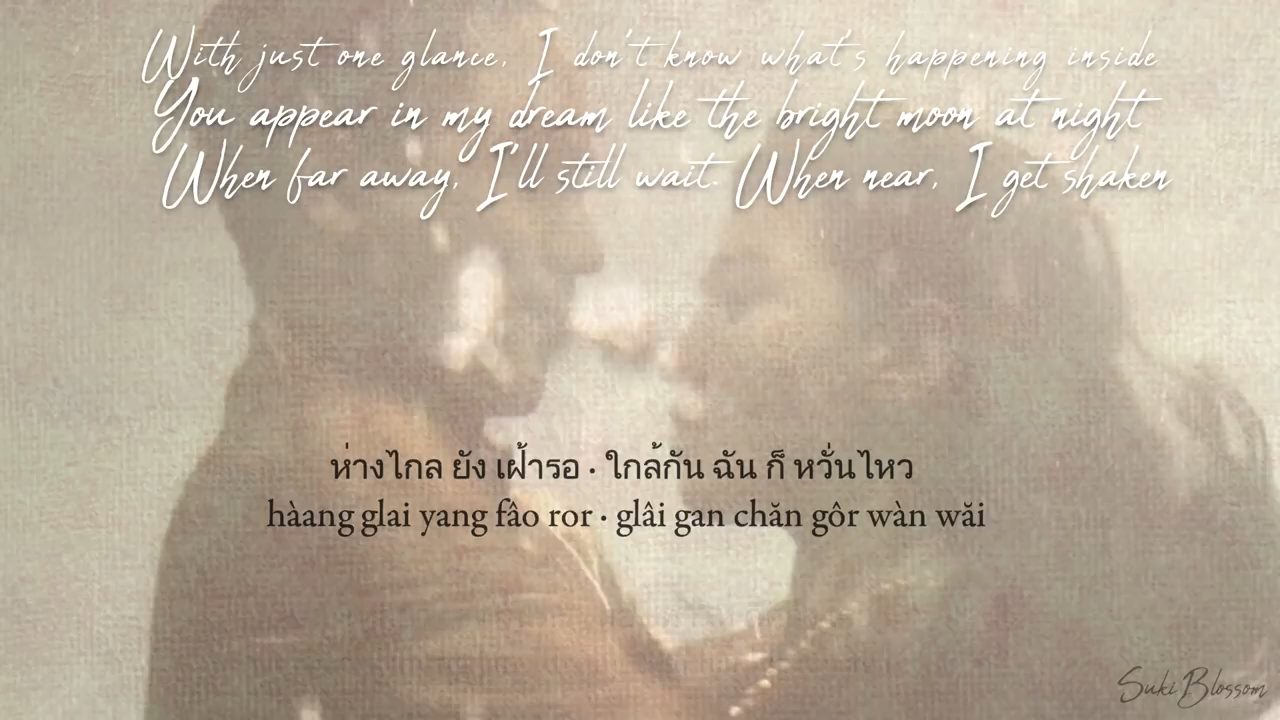 With just one glance, I don't know what's happening inside
You appear in my dream like the bright moon at night
When far away, I'll still wait. When near, I get shaken
ห่างไกล ยัง เฝ้ารอ · ใกล้กัน ฉัน ก็ หวั่นไหว
hàang glai yang fâo ror · glâi gan chăn gôr wàn wăi
Suki Blossom